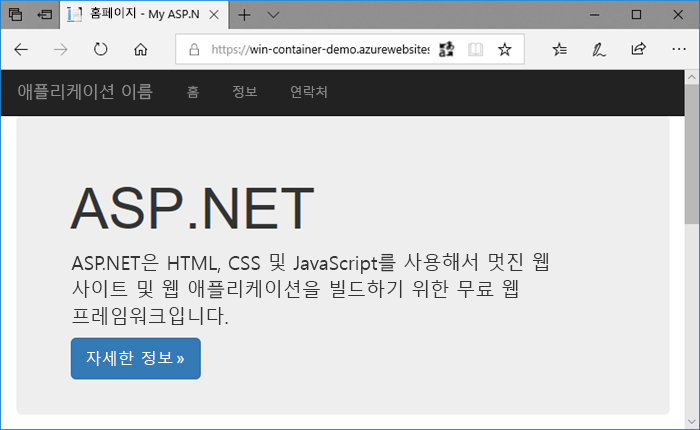 홈페이지 - My ASP.N
https://win-container-demo.azurewebsites
애플리케이션 이름 홈 정보 연락처
ASP.NET
ASP.NET은 HTML, CSS 및 JavaScript를 사용해서 멋진 웹
사이트 및 웹 애플리케이션을 빌드하기 위한 무료 웹
프레임워크입니다.
자세한 정보 »